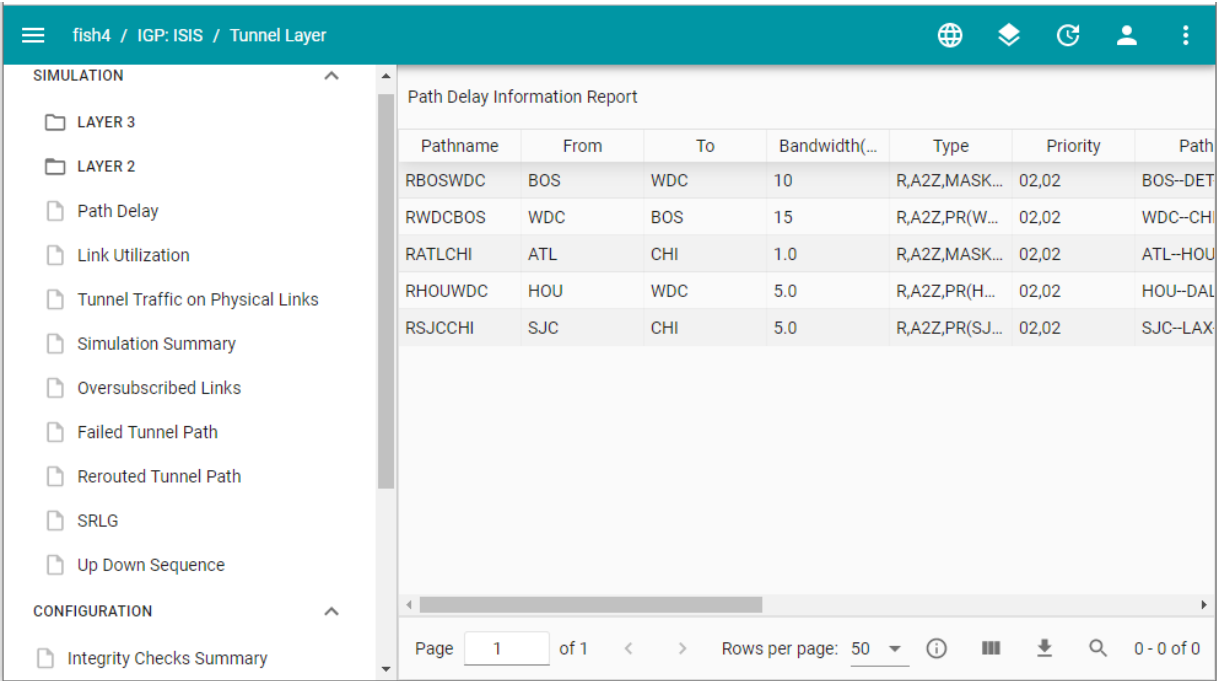 fish4 / IGP: ISIS / Tunnel Layer
SIMULATION
LAYER 3
LAYER 2
Path Delay
Link Utilization
Tunnel Traffic on Physical Links
Simulation Summary
Oversubscribed Links
Failed Tunnel Path
Rerouted Tunnel Path
SRLG
Up Down Sequence
CONFIGURATION
Integrity Checks Summary
Path Delay Information Report
Pathname From To Bandwidth(... Type Priority Path
RBOSWDC BOS WDC 10 R,A2Z,MASK... 02,02 BOS--DET
RWDCBOS WDC BOS 15 R,A2Z,PR(W... 02,02 WDC--CHI
RATLCHI ATL CHI 1.0 R,A2Z,MASK... 02,02 ATL--HOU
RHOUWDC HOU WDC 5.0 R,A2Z,PR(H... 02,02 HOU--DAL
RSJCCHI SJC CHI 5.0 R,A2Z,PR(SJ... 02,02 SJC--LAX-
Page 1 of 1 Rows per page: 50 0 - 0 of 0